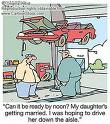 "Can it be ready by noon? My daughter's
getting married. I was hoping to drive
her down the aisle."